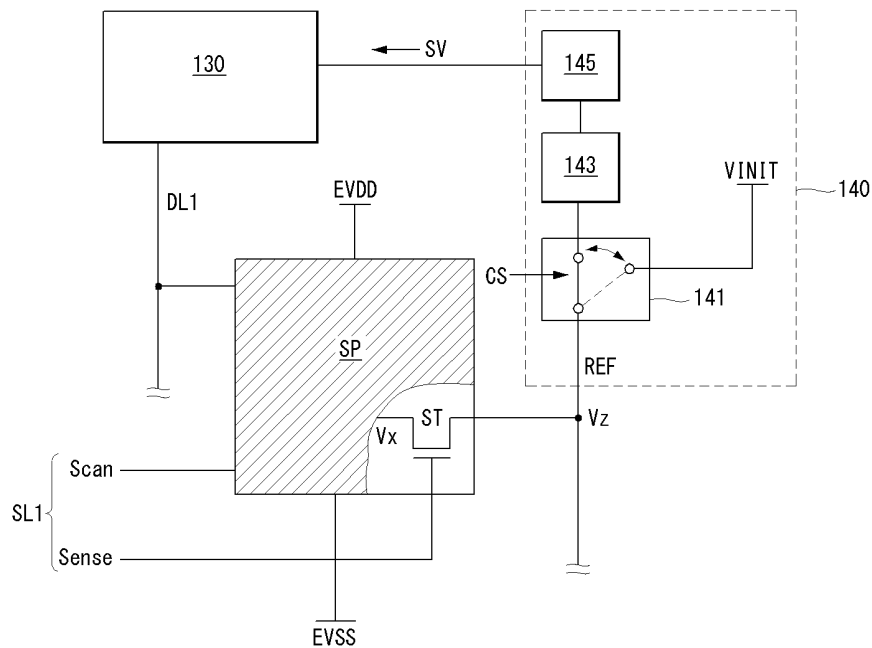 130
SV
145
143
VINIT
140
DL1
EVDD
CS
141
SP
REF
ST
Vx
Vz
Scan
SL1
Sense
EVSS